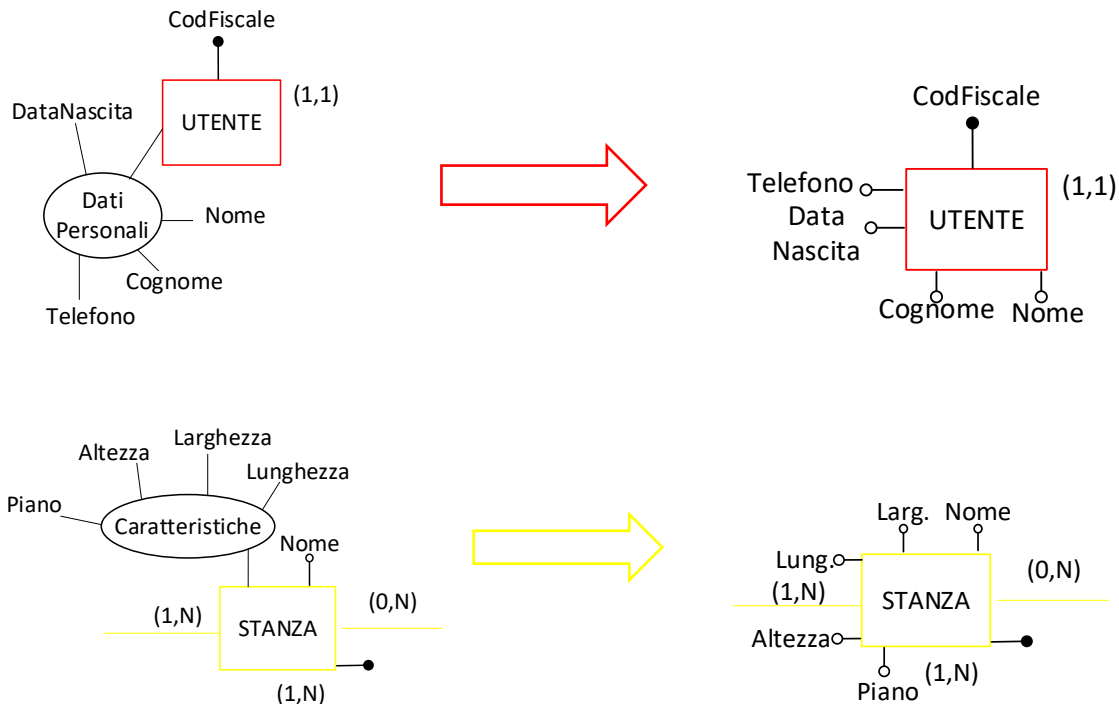 CodFiscale
(1,1)
DataNascita
UTENTE
Dati
Personali
Nome
Cognome
Telefono
CodFiscale
Telefono
(1,1)
Data
Nascita
UTENTE
Cognome
Nome
Larghezza
Altezza
Lunghezza
Piano
Caratteristiche
Nome
(1,N)
STANZA
(0,N)
(1,N)
Larg.
Nome
Lung.
(0,N)
(1,N)
STANZA
Altezza
(1,N)
Piano